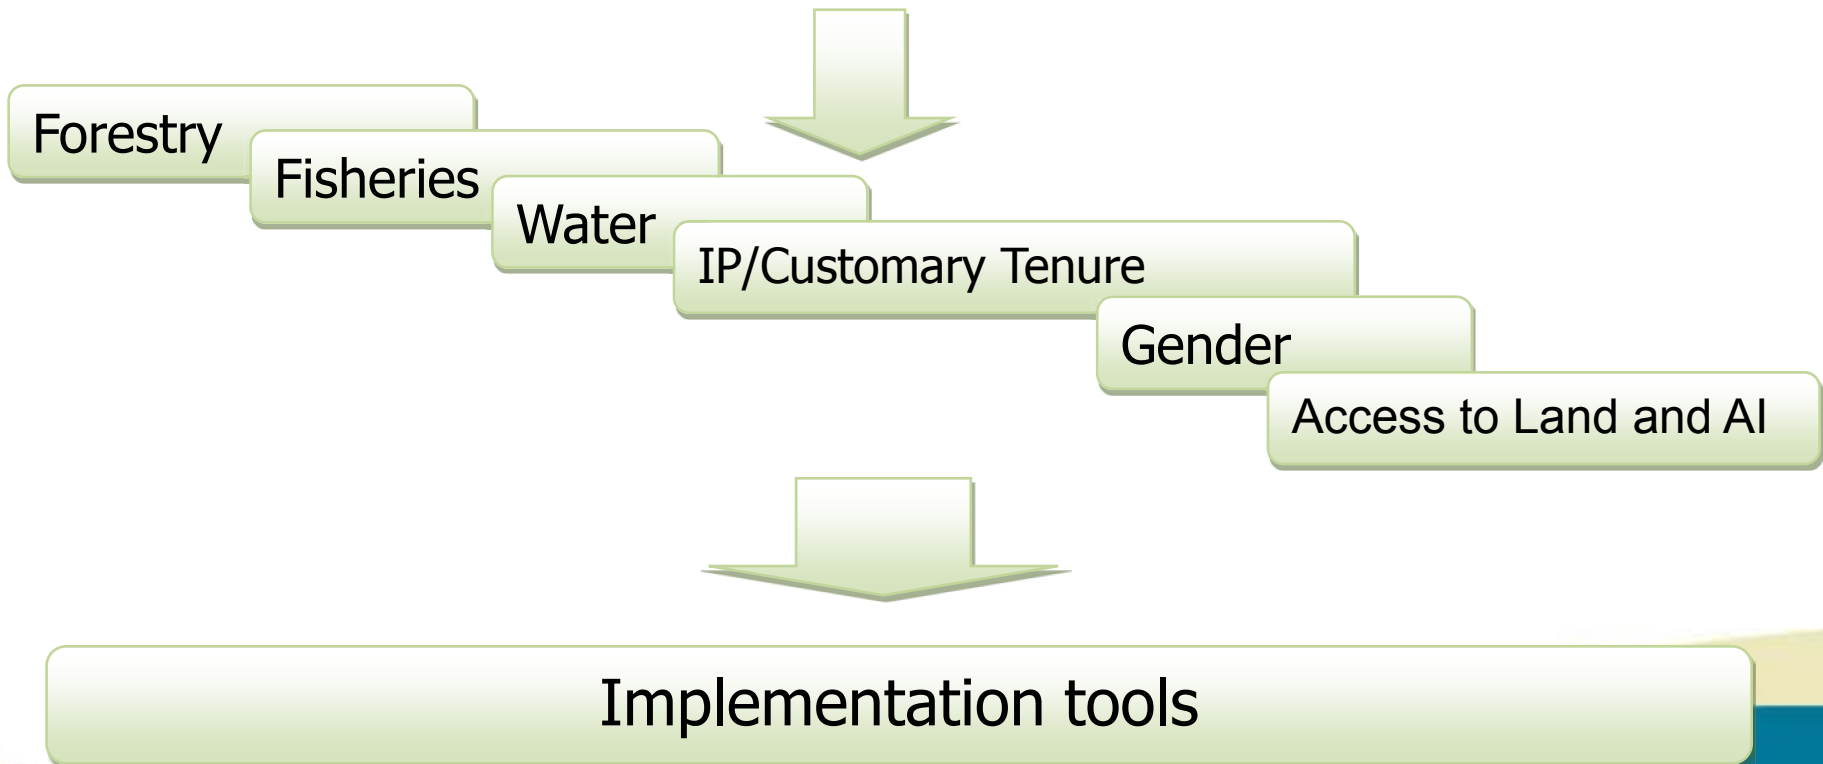 Forestry
Fisheries
Water
IP/Customary Tenure
Gender
Access to Land and AI
Implementation tools